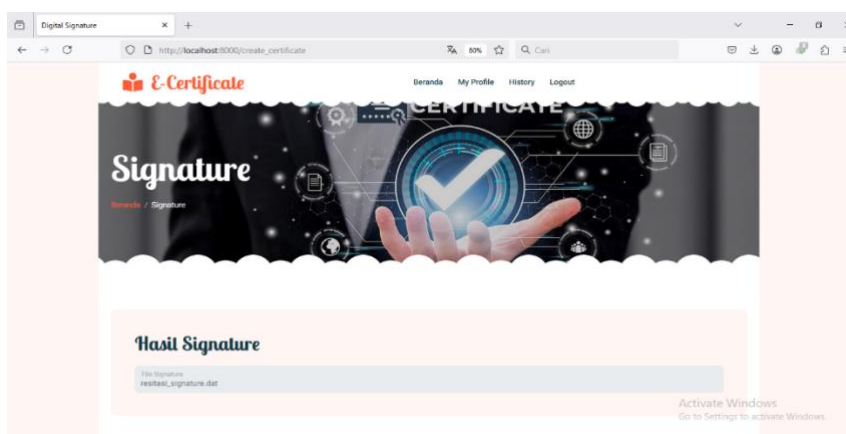 Digital Signature
http://localhost:8000/create_certificate
60%
Cari
E-Certificate
Beranda My Profile History Logout
CERTIFICATE
Signature
Beranda / Signature
Hasil Signature
File Signature
resitasi_signature.dat
Activate Windows
Go to Settings to activate Windows.